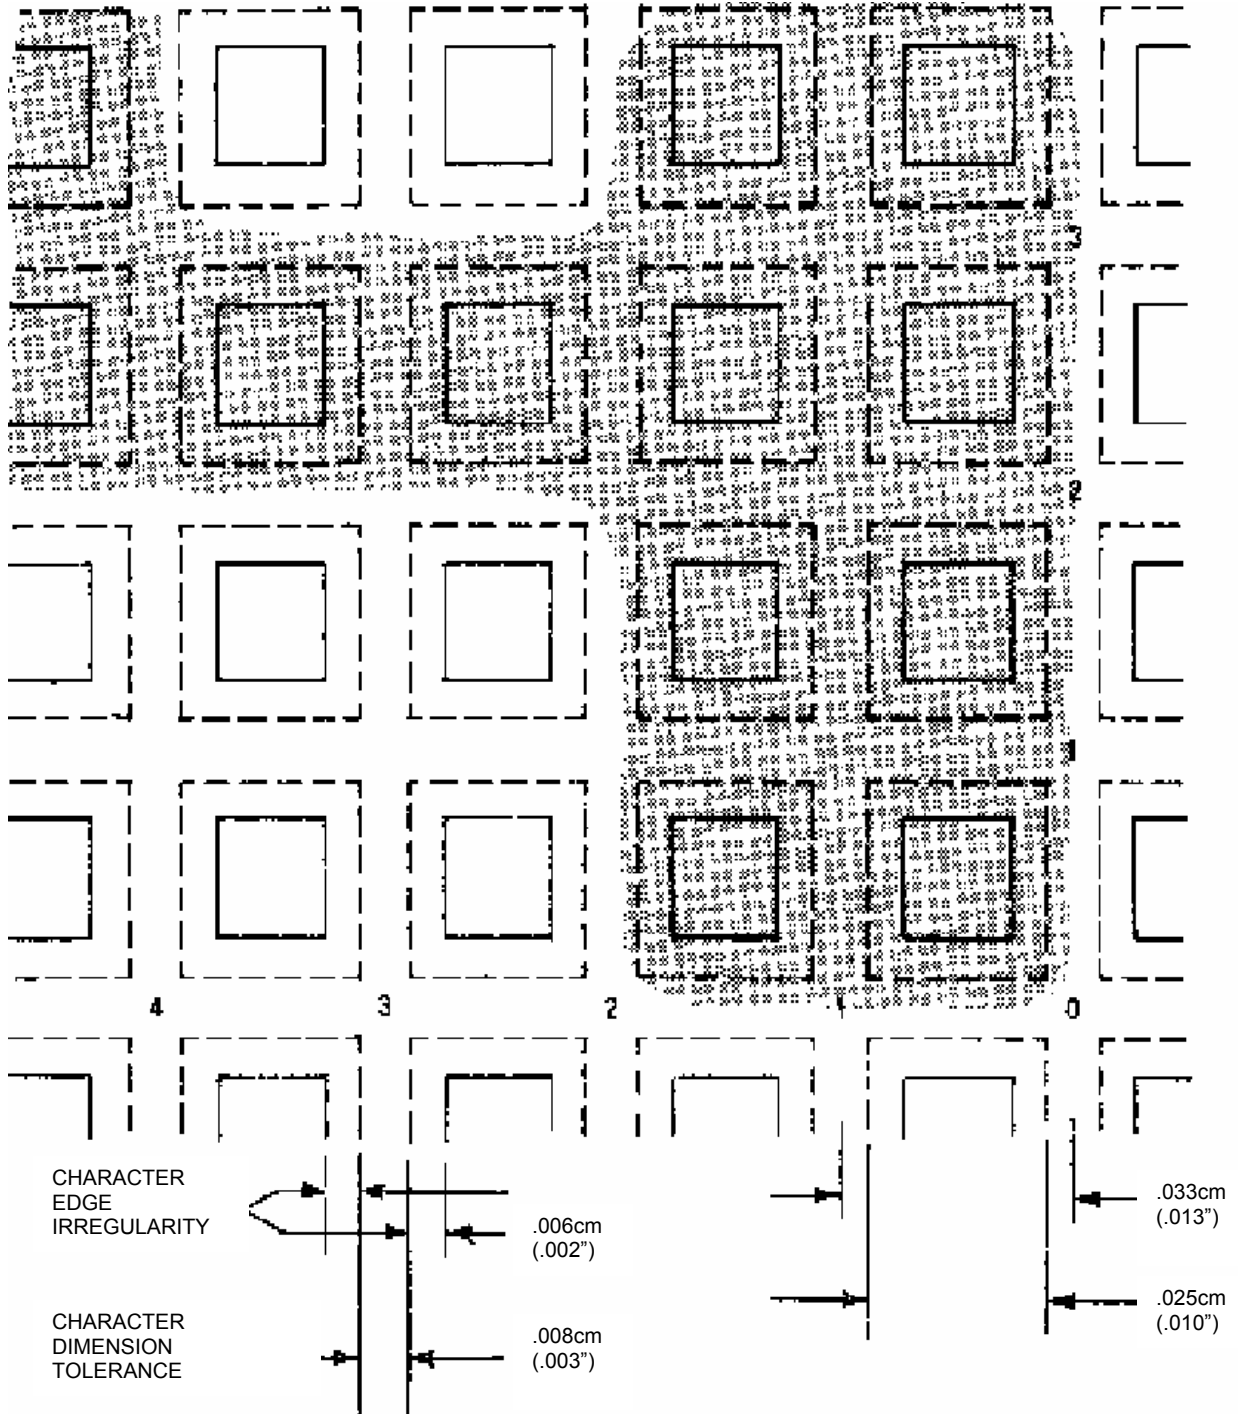 3
2
1
4 3 2 1 0
CHARACTER
EDGE
IRREGULARITY
.006cm
(.002”)
.033cm
(.013”)
CHARACTER
DIMENSION
TOLERANCE
.008cm
(.003”)
.025cm
(.010”)